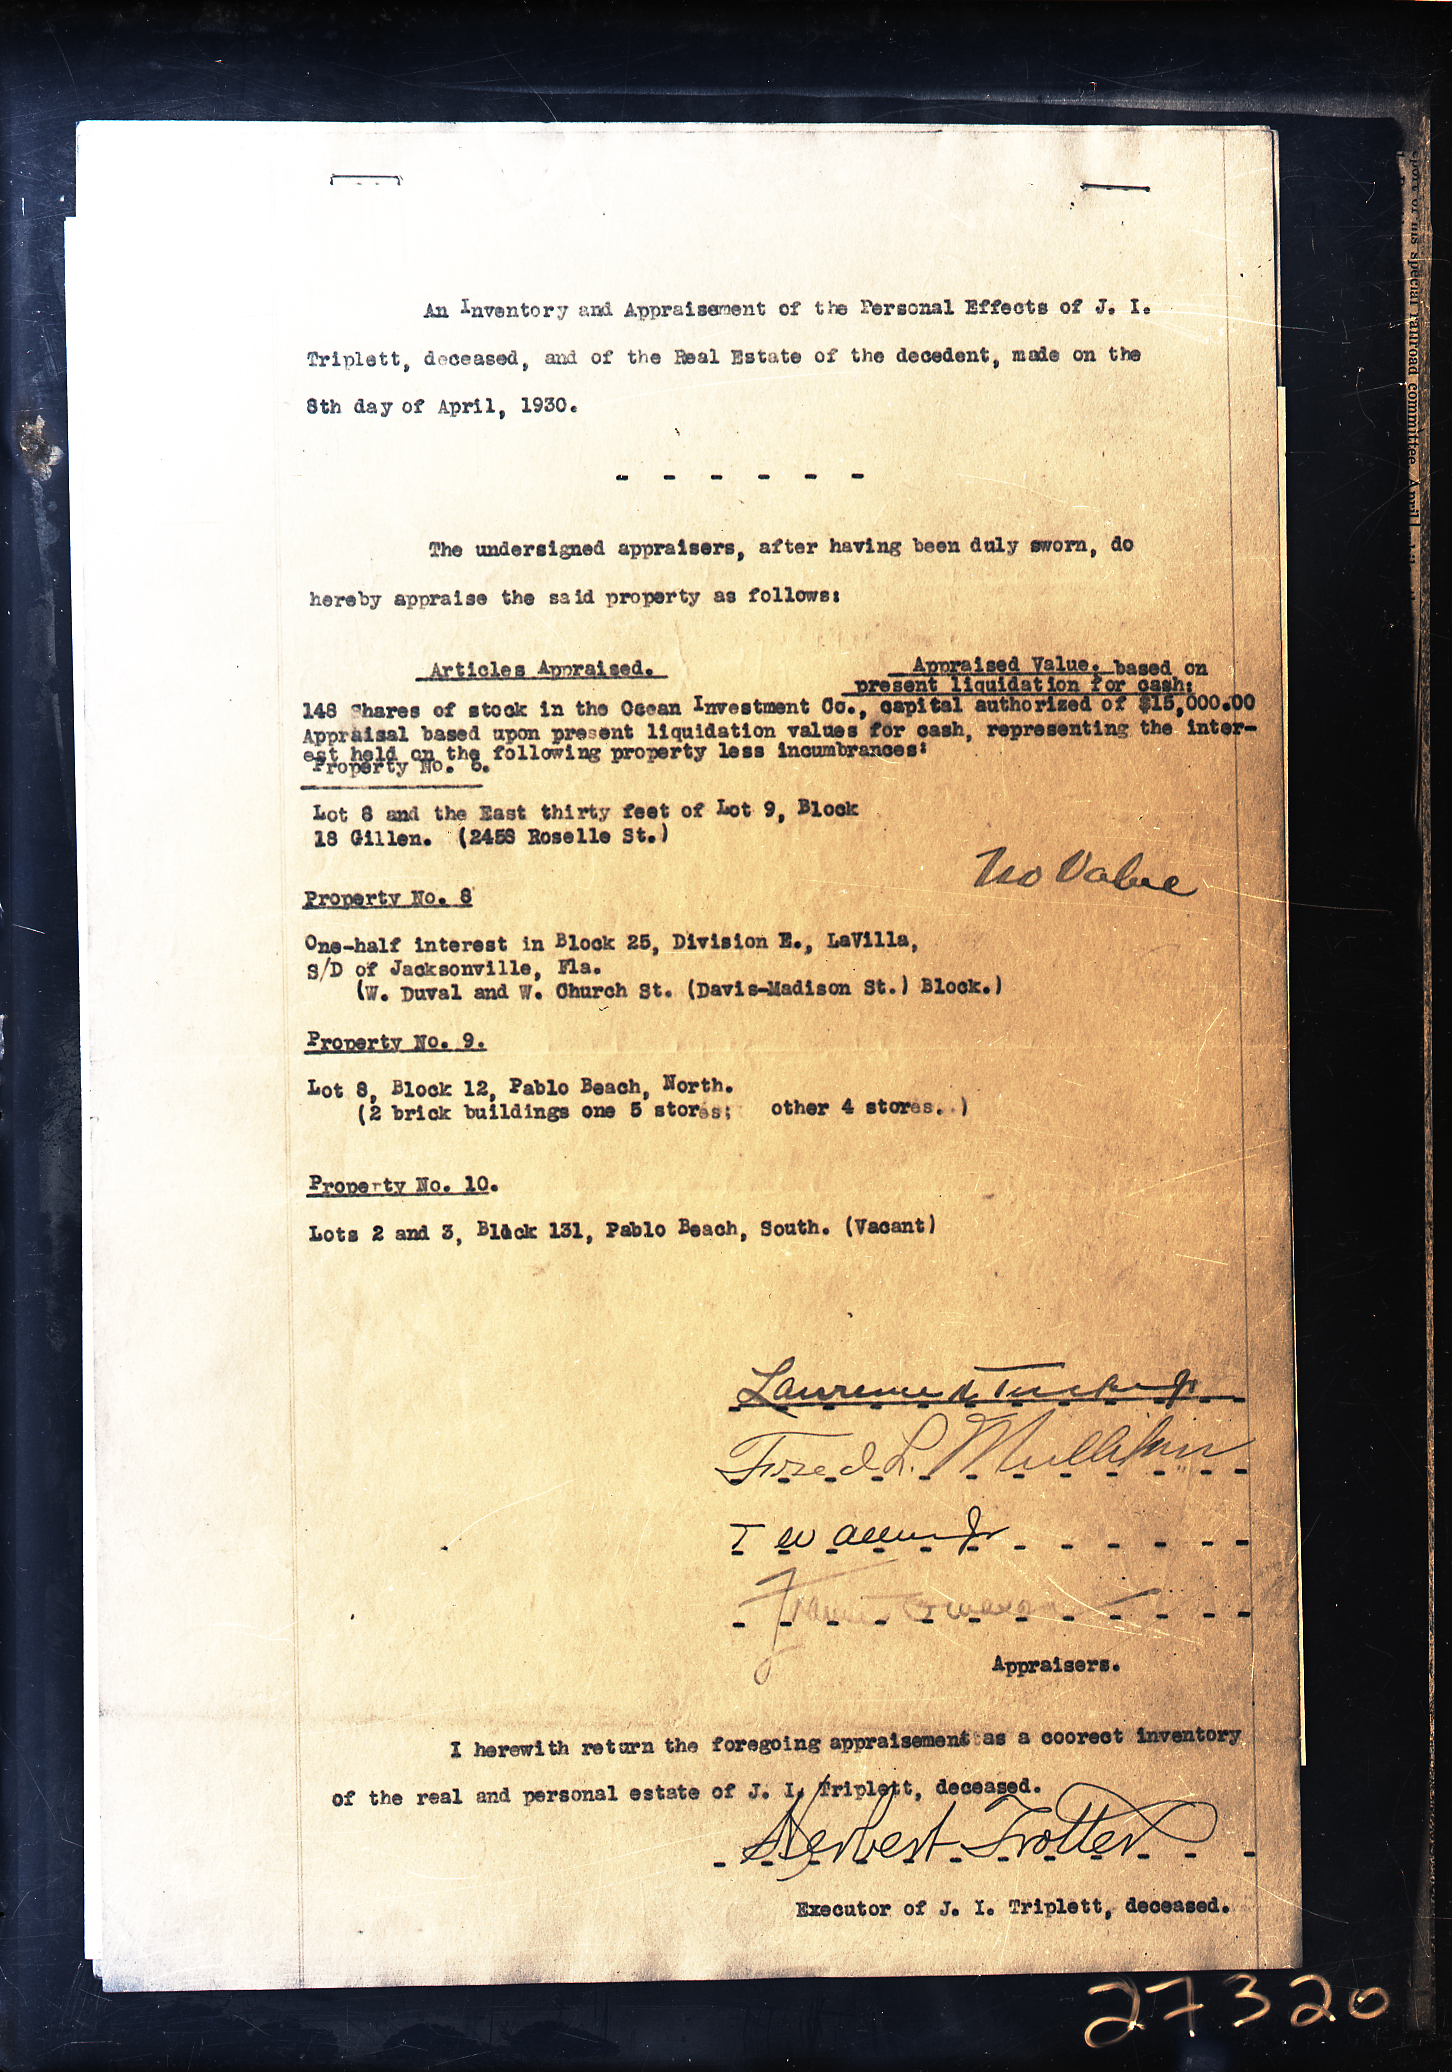 An Inventory and Appraisement of the Personal Effects of J. I.
Triplett, deceased, and of the Real Estate of the decedent, made on the
8th day of April, 1930.
- - - - - -
The undersigned appraisers, after having been duly sworn, do
hereby appraise the said property as follows:
Articles Appraised. Appraised Value. based on
present liquidation for cash:
148 Shares of stock in the Ocean Investment Co., capital authorized of $15,000.00
Appraisal based upon present liquidation values for cash, representing the inter-
est held on the following property less incumbrances:
Property No. 6.
Lot 8 and the East thirty feet of Lot 9, Block
18 Gillen. (2458 Roselle St.)
No Value
Property No. 8
One-half interest in Block 25, Division E., LaVilla,
S/D of Jacksonville, Fla.
(W. Duval and W. Church St. (Davis-Madison St.) Block.)
Property No. 9.
Lot 8, Block 12, Pablo Beach, North.
(2 brick buildings one 5 stores; other 4 stores.)
Property No. 10.
Lots 2 and 3, Block 131, Pablo Beach, South. (Vacant)
Lawrence Tucker Jr
Fred L. Mullikin
T W Allen Jr
Appraisers.
I herewith return the foregoing appraisement as a coorect inventory
of the real and personal estate of J. I. Triplett, deceased.
Herbert Trotter
Executor of J. I. Triplett, deceased.
27320
special railroad committee. April